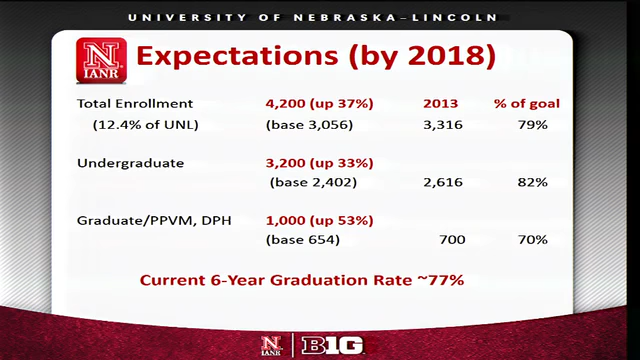 UNIVERSITY OF NEBRASKA–LINCOLN
N
IANR
Expectations (by 2018)
Total Enrollment 4,200 (up 37%) 2013 % of goal
(12.4% of UNL) (base 3,056) 3,316 79%
Undergraduate 3,200 (up 33%)
(base 2,402) 2,616 82%
Graduate/PPVM, DPH 1,000 (up 53%)
(base 654) 700 70%
Current 6-Year Graduation Rate ~77%
N
IANR
B1G